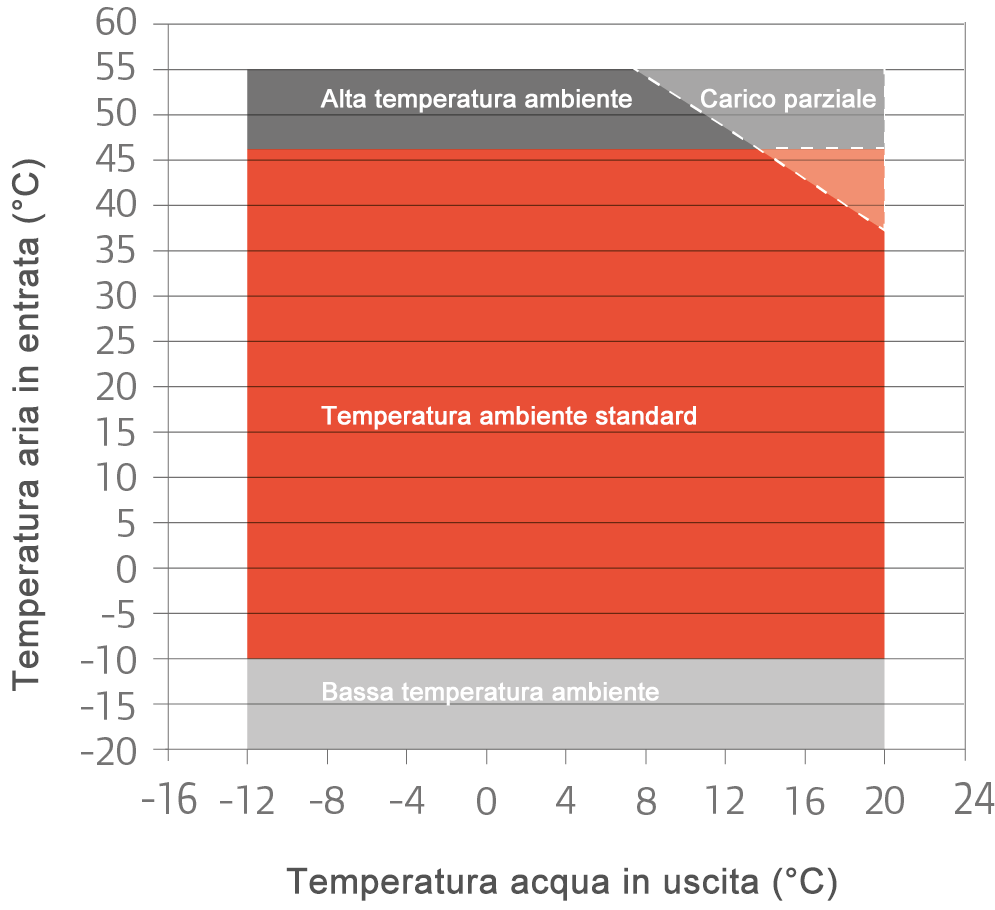 60
55
Alta temperatura ambiente
Carico parziale
50
45
40
35
30
25
20
Temperatura ambiente standard
15
10
5
0
-5
-10
Bassa temperatura ambiente
-15
-20
Temperatura aria in entrata (°C)
-16 -12 -8 -4 0 4 8 12 16 20 24
Temperatura acqua in uscita (°C)